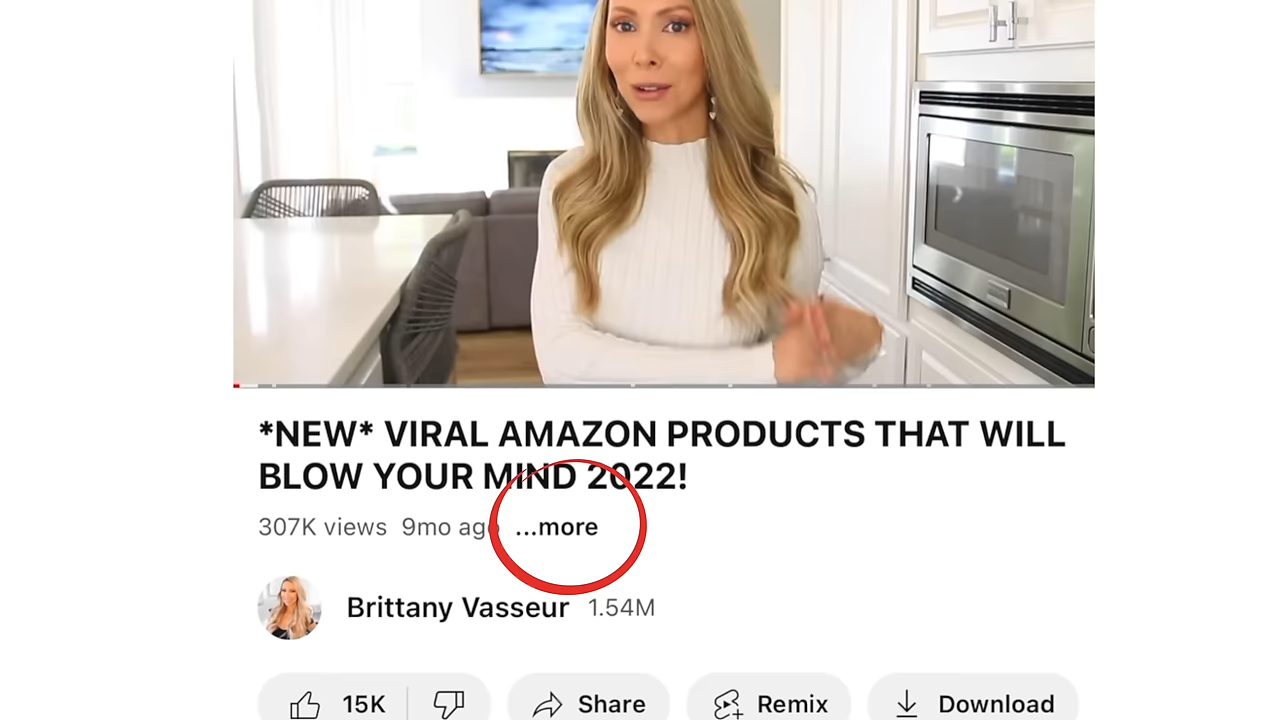 *NEW* VIRAL AMAZON PRODUCTS THAT WILL
BLOW YOUR MIND 2022!
307K views 9mo ago ...more
Brittany Vasseur 1.54M
15K Share Remix Download